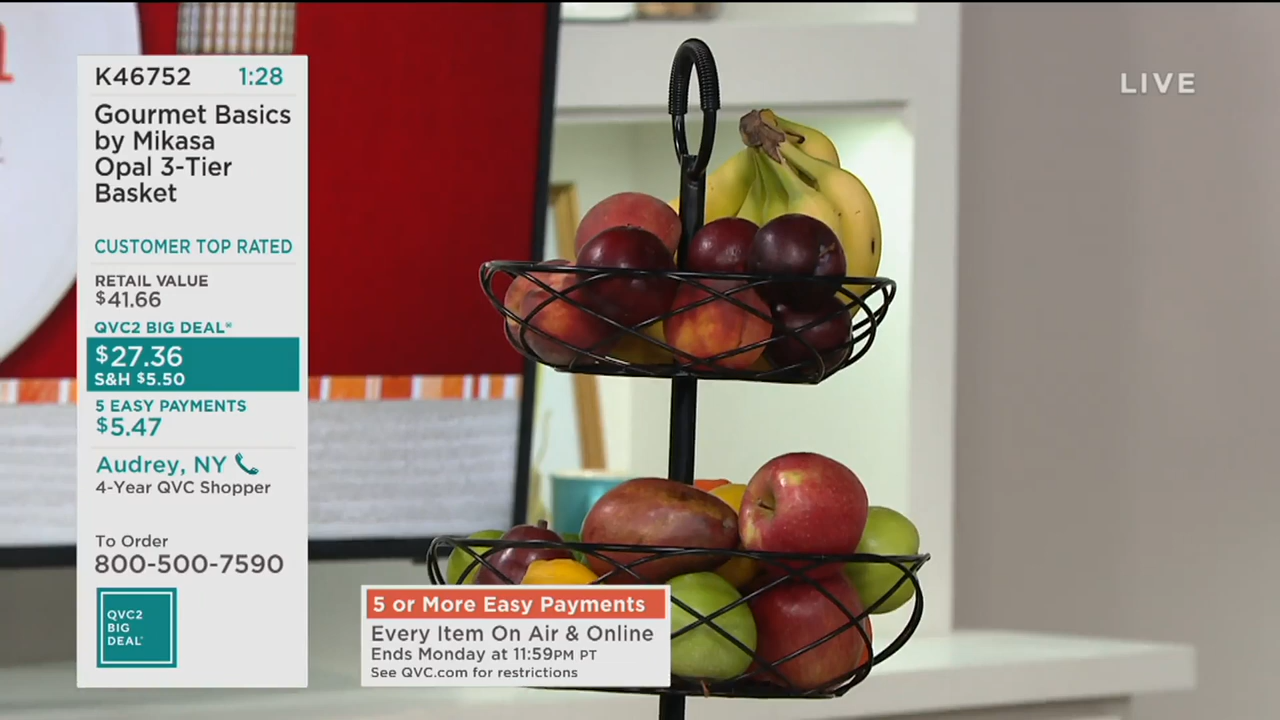 K46752 1:28
Gourmet Basics
by Mikasa
Opal 3-Tier
Basket
CUSTOMER TOP RATED
RETAIL VALUE
$41.66
QVC2 BIG DEAL®
$27.36
S&H $5.50
5 EASY PAYMENTS
$5.47
Audrey, NY
4-Year QVC Shopper
To Order
800-500-7590
QVC2
BIG
DEAL®
5 or More Easy Payments
Every Item On Air & Online
Ends Monday at 11:59PM PT
See QVC.com for restrictions
LIVE